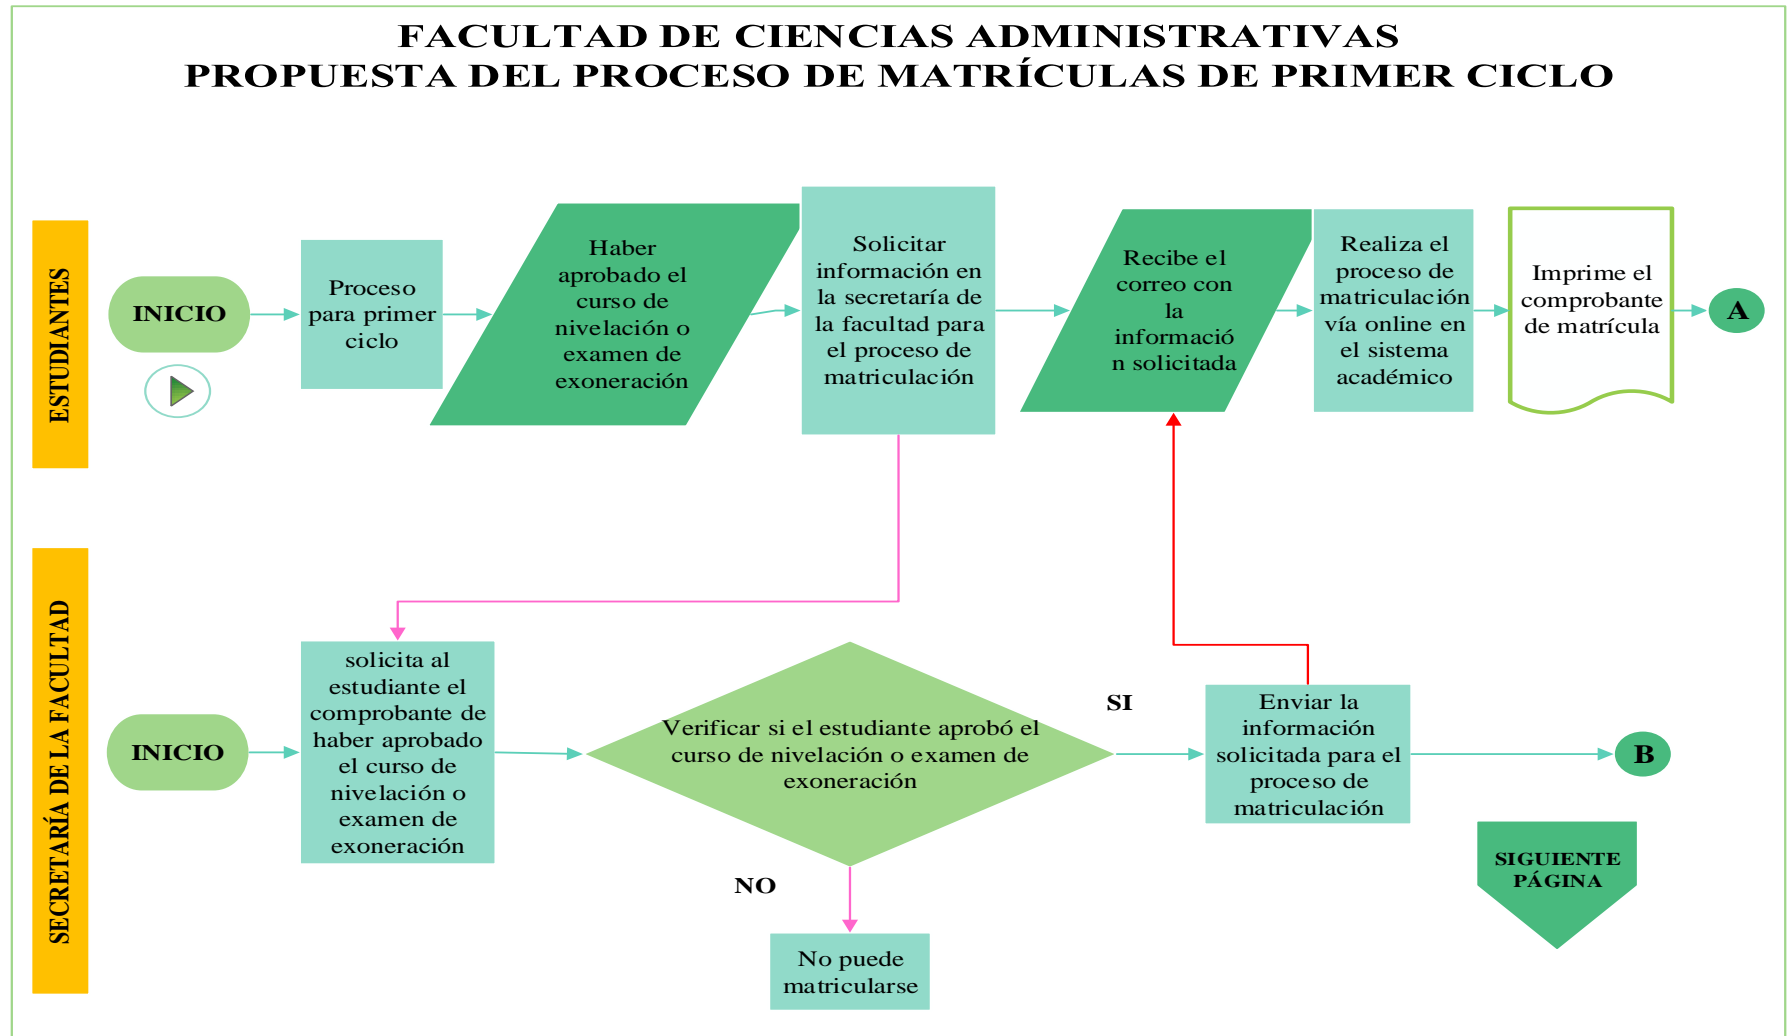 FACULTAD DE CIENCIAS ADMINISTRATIVAS
PROPUESTA DEL PROCESO DE MATRÍCULAS DE PRIMER CICLO
ESTUDIANTES
INICIO
Proceso
para primer
ciclo
Haber
aprobado el
curso de
nivelación o
examen de
exoneración
Solicitar
información en
la secretaría de
la facultad para
el proceso de
matriculación
Recibe el
correo con
la
informació
n solicitada
Realiza el
proceso de
matriculación
vía online en
el sistema
académico
Imprime el
comprobante
de matrícula
A
SECRETARÍA DE LA FACULTAD
INICIO
solicita al
estudiante el
comprobante de
haber aprobado
el curso de
nivelación o
examen de
exoneración
Verificar si el estudiante aprobó el
curso de nivelación o examen de
exoneración
SI
Enviar la
información
solicitada para el
proceso de
matriculación
B
NO
No puede
matricularse
SIGUIENTE
PÁGINA